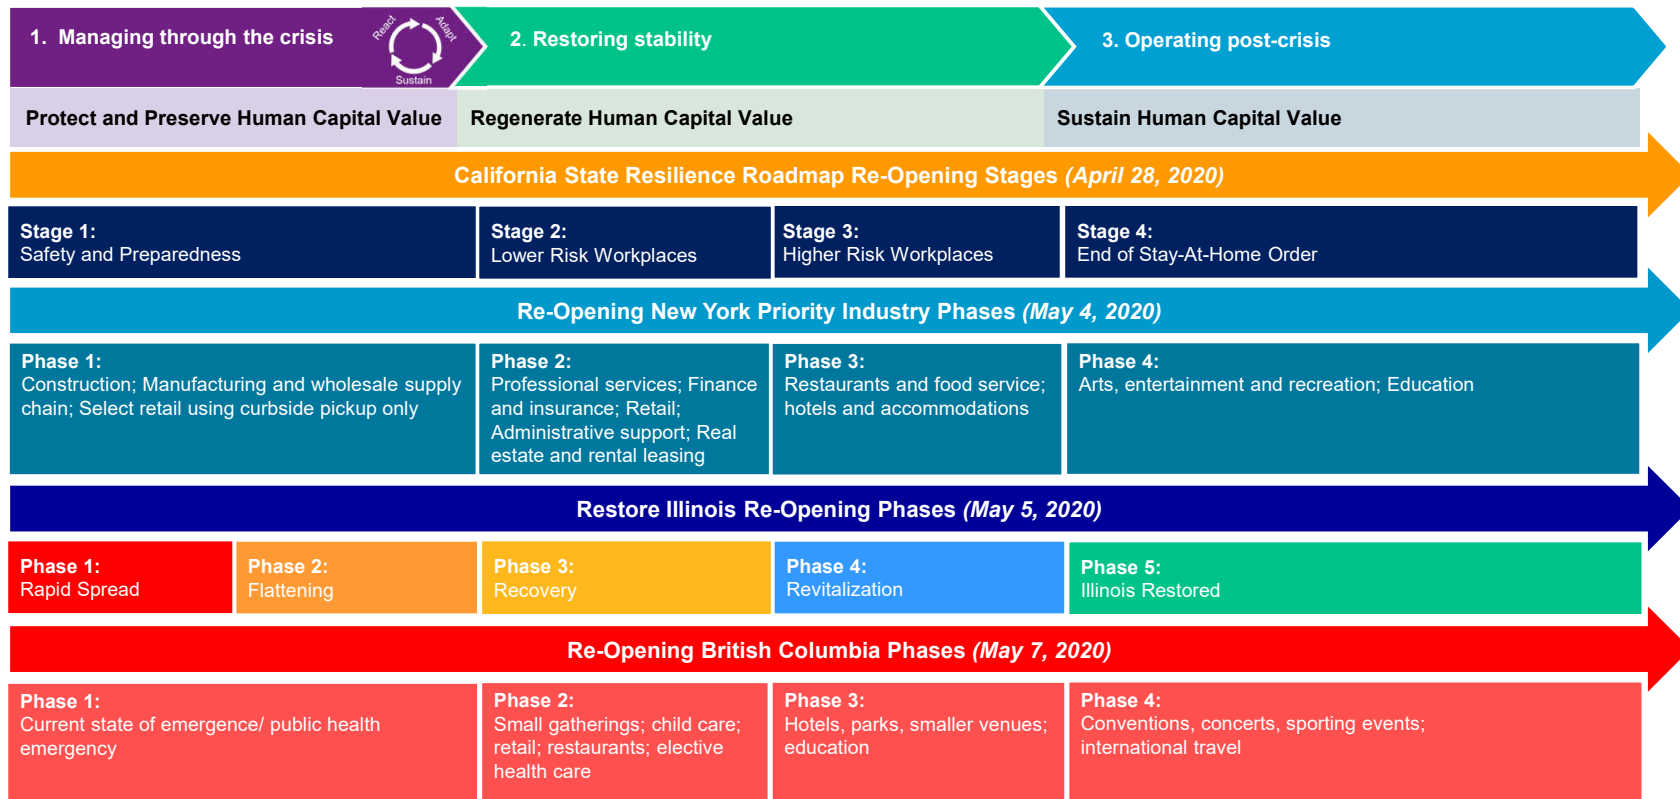 1. Managing through the crisis
React
Adapt
Sustain
2. Restoring stability
3. Operating post-crisis
Protect and Preserve Human Capital Value
Regenerate Human Capital Value
Sustain Human Capital Value
California State Resilience Roadmap Re-Opening Stages (April 28, 2020)
Stage 1:
Safety and Preparedness
Stage 2:
Lower Risk Workplaces
Stage 3:
Higher Risk Workplaces
Stage 4:
End of Stay-At-Home Order
Re-Opening New York Priority Industry Phases (May 4, 2020)
Phase 1:
Construction; Manufacturing and wholesale supply
chain; Select retail using curbside pickup only
Phase 2:
Professional services; Finance
and insurance; Retail;
Administrative support; Real
estate and rental leasing
Phase 3:
Restaurants and food service;
hotels and accommodations
Phase 4:
Arts, entertainment and recreation; Education
Restore Illinois Re-Opening Phases (May 5, 2020)
Phase 1:
Rapid Spread
Phase 2:
Flattening
Phase 3:
Recovery
Phase 4:
Revitalization
Phase 5:
Illinois Restored
Re-Opening British Columbia Phases (May 7, 2020)
Phase 1:
Current state of emergence/ public health
emergency
Phase 2:
Small gatherings; child care;
retail; restaurants; elective
health care
Phase 3:
Hotels, parks, smaller venues;
education
Phase 4:
Conventions, concerts, sporting events;
international travel